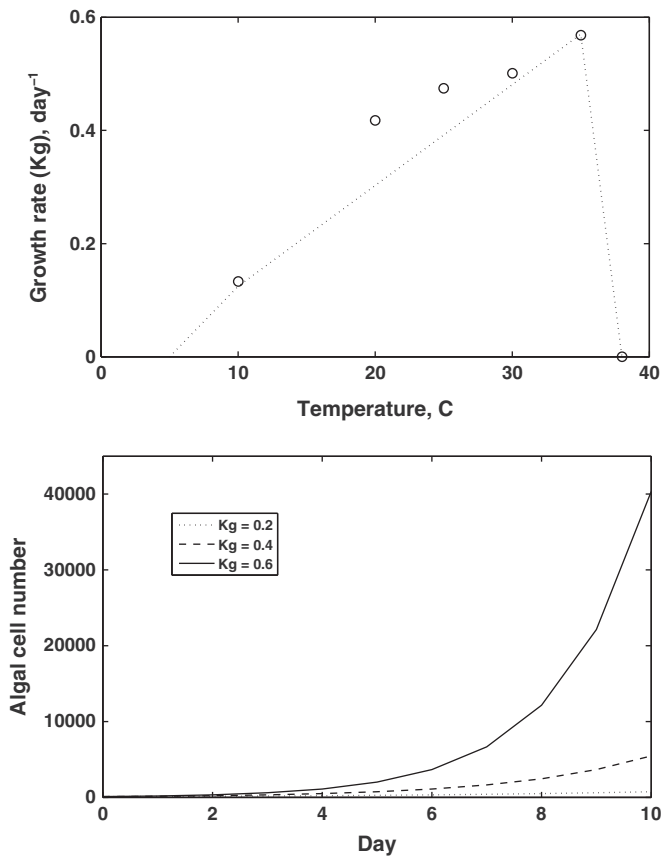 0.6
0.4
0.2
0
Growth rate (Kg), day⁻¹
0 10 20 30 40
Temperature, C
40000
30000
20000
10000
0
Algal cell number
Kg = 0.2
Kg = 0.4
Kg = 0.6
0 2 4 6 8 10
Day